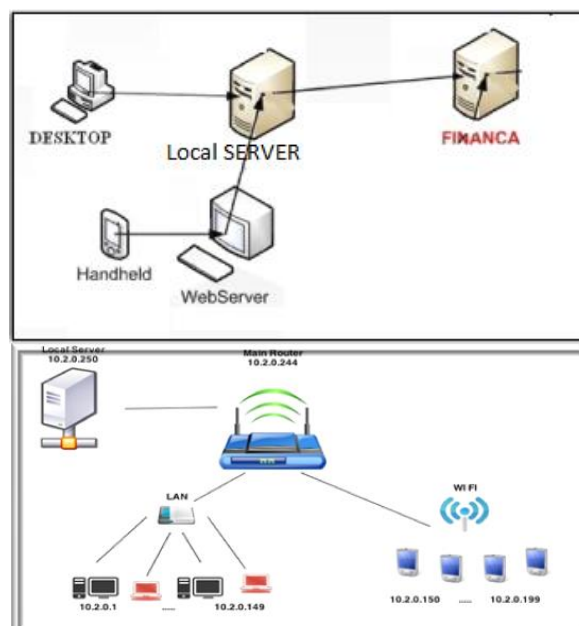 DESKTOP
Local SERVER
FINANCA
Handheld
WebServer
Local Server
10.2.0.250
Main Router
10.2.0.244
LAN
WI FI
10.2.0.1 ..... 10.2.0.149
10.2.0.150 ..... 10.2.0.199